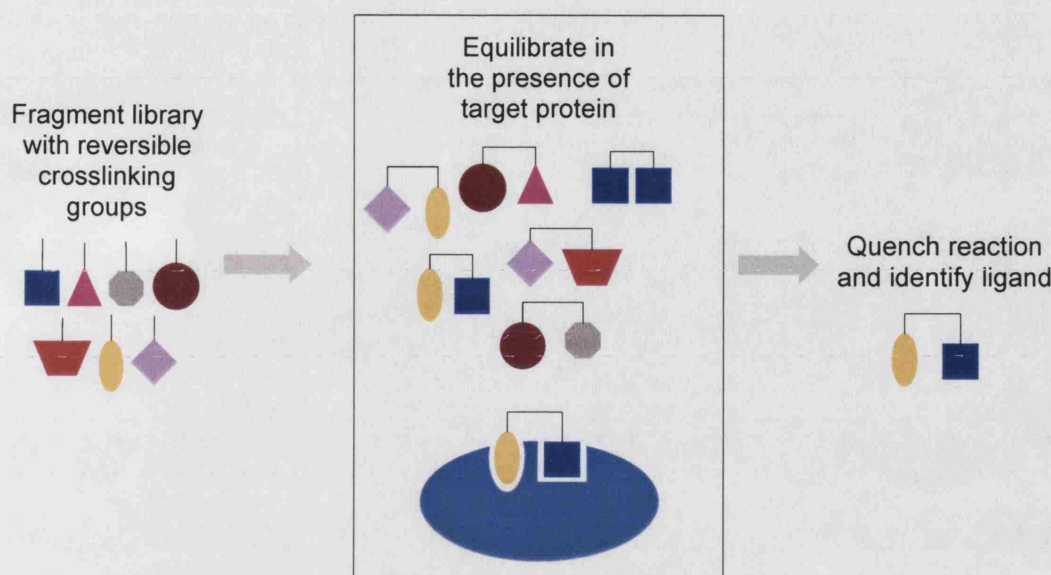 Fragment library
with reversible
crosslinking
groups
Equilibrate in
the presence of
target protein
Quench reaction
and identify ligand